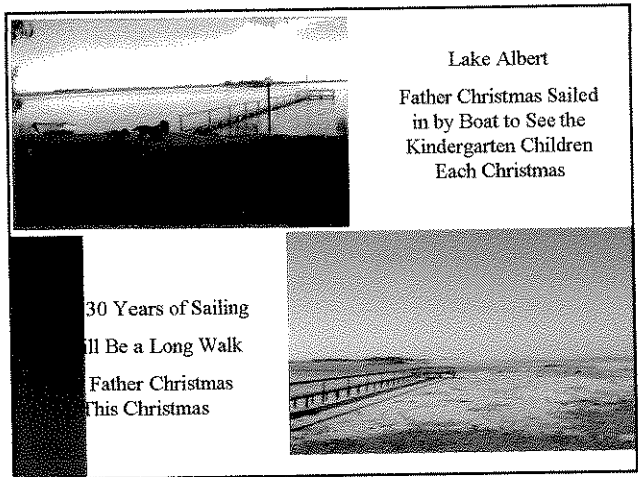 Lake Albert
Father Christmas Sailed
in by Boat to See the
Kindergarten Children
Each Christmas
30 Years of Sailing
ill Be a Long Walk
Father Christmas
This Christmas